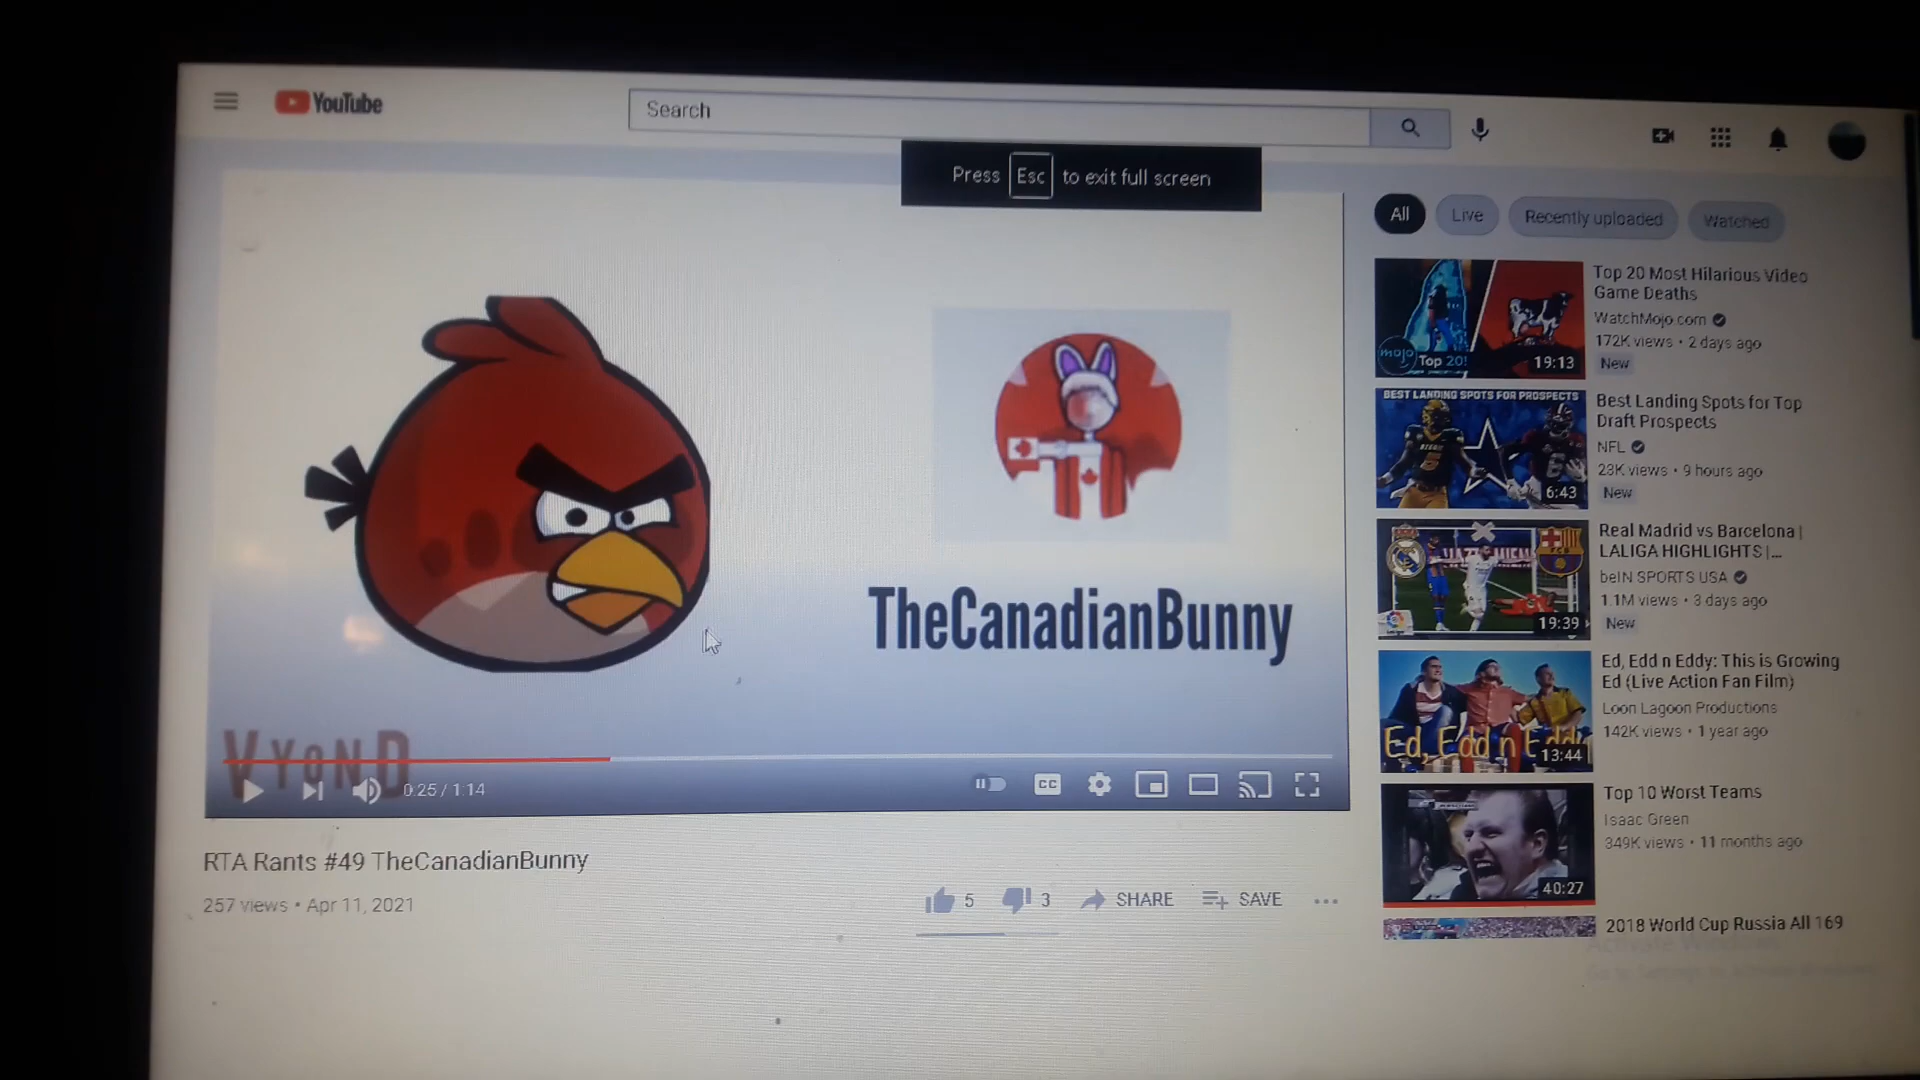 YouTube
Search
Press Esc to exit full screen
All
Live
Recently uploaded
Watched
TheCanadianBunny
VYOND
0:25 / 1:14
CC
RTA Rants #49 TheCanadianBunny
257 views • Apr 11, 2021
5
3
SHARE
SAVE
mojo
Top 20!
19:13
Top 20 Most Hilarious Video
Game Deaths
WatchMojo.com
172K views • 2 days ago
New
BEST LANDING SPOTS FOR PROSPECTS
6:43
Best Landing Spots for Top
Draft Prospects
NFL
23K views • 9 hours ago
New
19:39
Real Madrid vs Barcelona |
LALIGA HIGHLIGHTS |...
beIN SPORTS USA
1.1M views • 3 days ago
New
Ed, Edd n Eddy
13:44
Ed, Edd n Eddy: This is Growing
Ed (Live Action Fan Film)
Loon Lagoon Productions
142K views • 1 year ago
40:27
Top 10 Worst Teams
Isaac Green
349K views • 11 months ago
2018 World Cup Russia All 169
Activate Windows